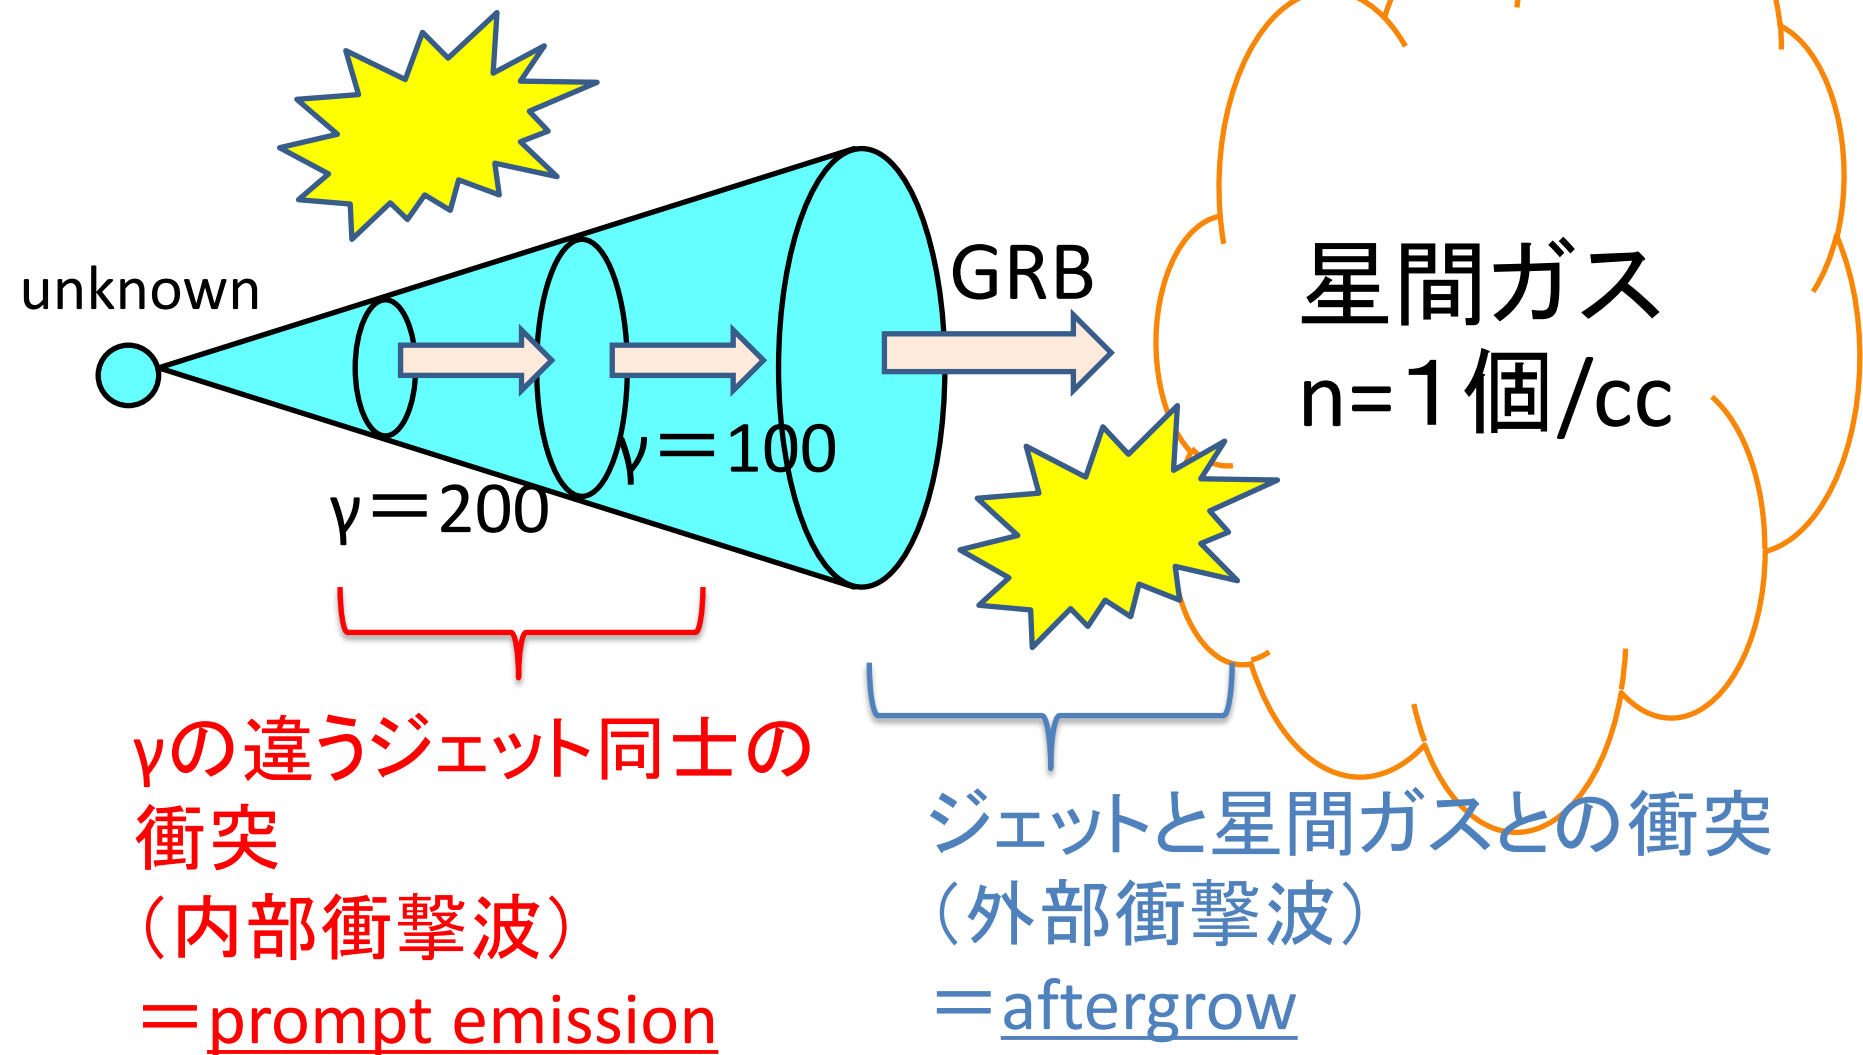 unknown
GRB
星間ガス
n=１個/cc
γ＝100
γ＝200
γの違うジェット同士の
衝突
（内部衝撃波）
＝prompt emission
ジェットと星間ガスとの衝突
（外部衝撃波）
＝aftergrow